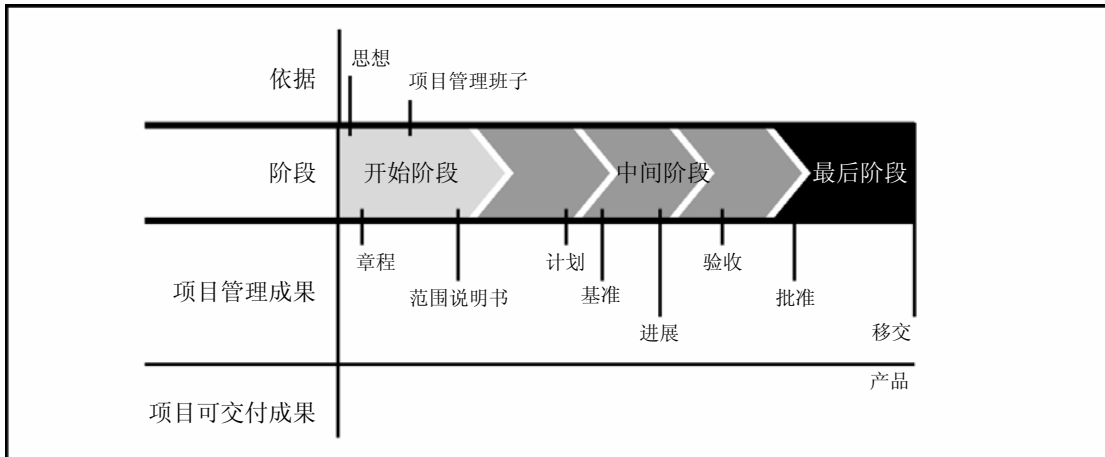 思想
依据
项目管理班子
阶段
开始阶段
中间阶段
最后阶段
章程
计划
验收
项目管理成果
范围说明书
基准
批准
进展
移交
产品
项目可交付成果